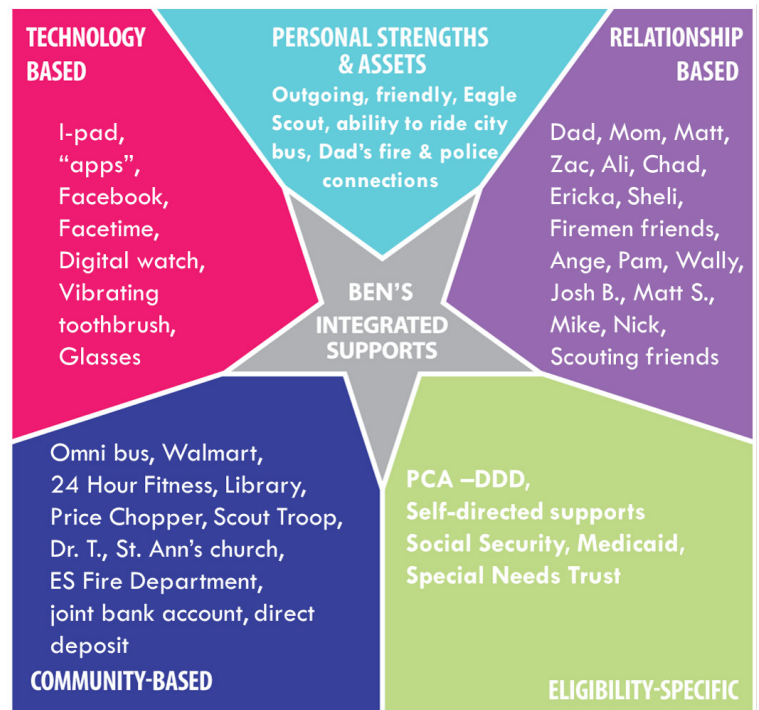 TECHNOLOGY
BASED
I-pad,
“apps”,
Facebook,
Facetime,
Digital watch,
Vibrating
toothbrush,
Glasses
PERSONAL STRENGTHS
& ASSETS
Outgoing, friendly, Eagle
Scout, ability to ride city
bus, Dad’s fire & police
connections
RELATIONSHIP
BASED
Dad, Mom, Matt,
Zac, Ali, Chad,
Ericka, Sheli,
Firemen friends,
Ange, Pam, Wally,
Josh B., Matt S.,
Mike, Nick,
Scouting friends
BEN’S
INTEGRATED
SUPPORTS
Omni bus, Walmart,
24 Hour Fitness, Library,
Price Chopper, Scout Troop,
Dr. T., St. Ann’s church,
ES Fire Department,
joint bank account, direct
deposit
COMMUNITY-BASED
PCA –DDD,
Self-directed supports
Social Security, Medicaid,
Special Needs Trust
ELIGIBILITY-SPECIFIC